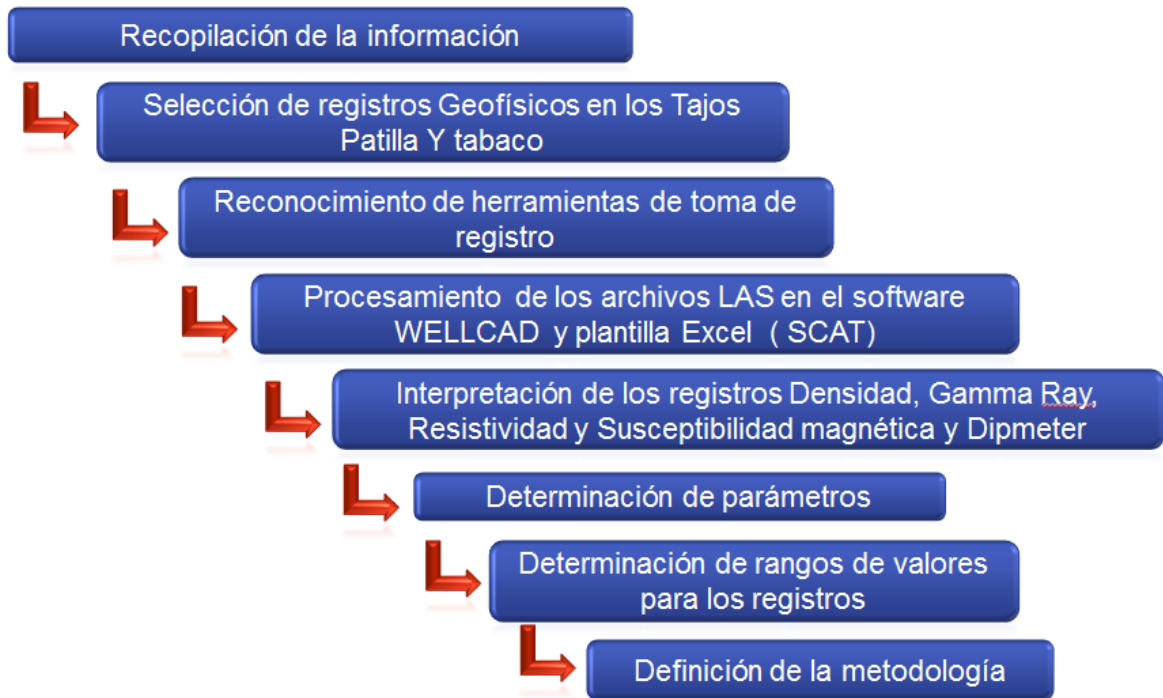 Recopilación de la información
Selección de registros Geofísicos en los Tajos
Patilla Y tabaco
Reconocimiento de herramientas de toma de
registro
Procesamiento de los archivos LAS en el software
WELLCAD y plantilla Excel ( SCAT)
Interpretación de los registros Densidad, Gamma Ray,
Resistividad y Susceptibilidad magnética y Dipmeter
Determinación de parámetros
Determinación de rangos de valores
para los registros
Definición de la metodología